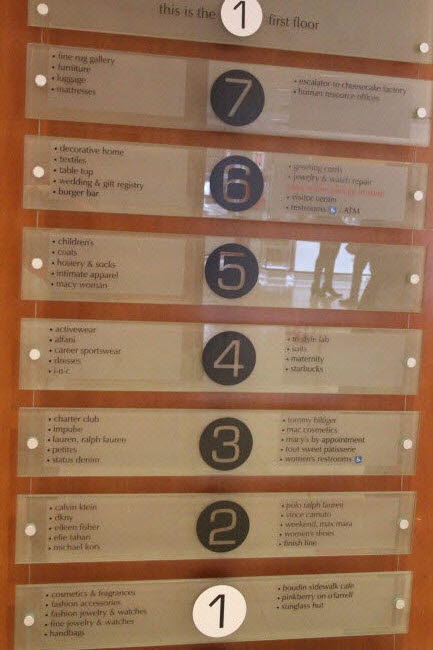 this is the 1 first floor
• fine rug gallery
• furniture
• luggage
• mattresses
7
• escalator to cheesecake factory
• human resource offices
• decorative home
• textiles
• table top
• wedding & gift registry
• burger bar
6
• greeting cards
• jewelry & watch repair
• visitor center
• restrooms ♿ / ATM
• children's
• coats
• hosiery & socks
• intimate apparel
• macy woman
5
• activewear
• alfani
• career sportswear
• dresses
• i-n-c
4
• in style lab
• suits
• maternity
• starbucks
• charter club
• impulse
• lauren, ralph lauren
• petites
• status denim
3
• tommy hilfiger
• mac cosmetics
• macy's by appointment
• tout sweet pâtisserie
• women's restrooms ♿
• calvin klein
• dkny
• eileen fisher
• elie tahari
• michael kors
2
• polo ralph lauren
• vince camuto
• weekend, max mara
• women's shoes
• finish line
• cosmetics & fragrances
• fashion accessories
• fashion jewelry & watches
• fine jewelry & watches
• handbags
1
• boudin sidewalk cafe
• pinkberry on o'farrell
• sunglass hut